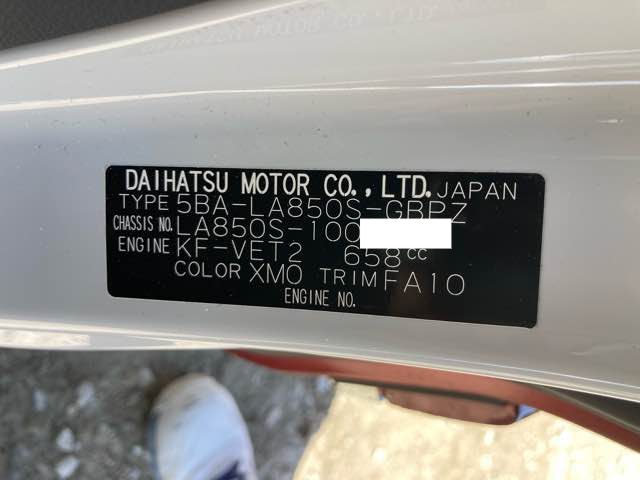 DAIHATSU MOTOR CO.,LTD. JAPAN
TYPE 5BA-LA850S-GBPZ
CHASSIS NO. LA850S-100
ENGINE KF-VET2 658cc
COLOR XM0 TRIM FA10
ENGINE NO.